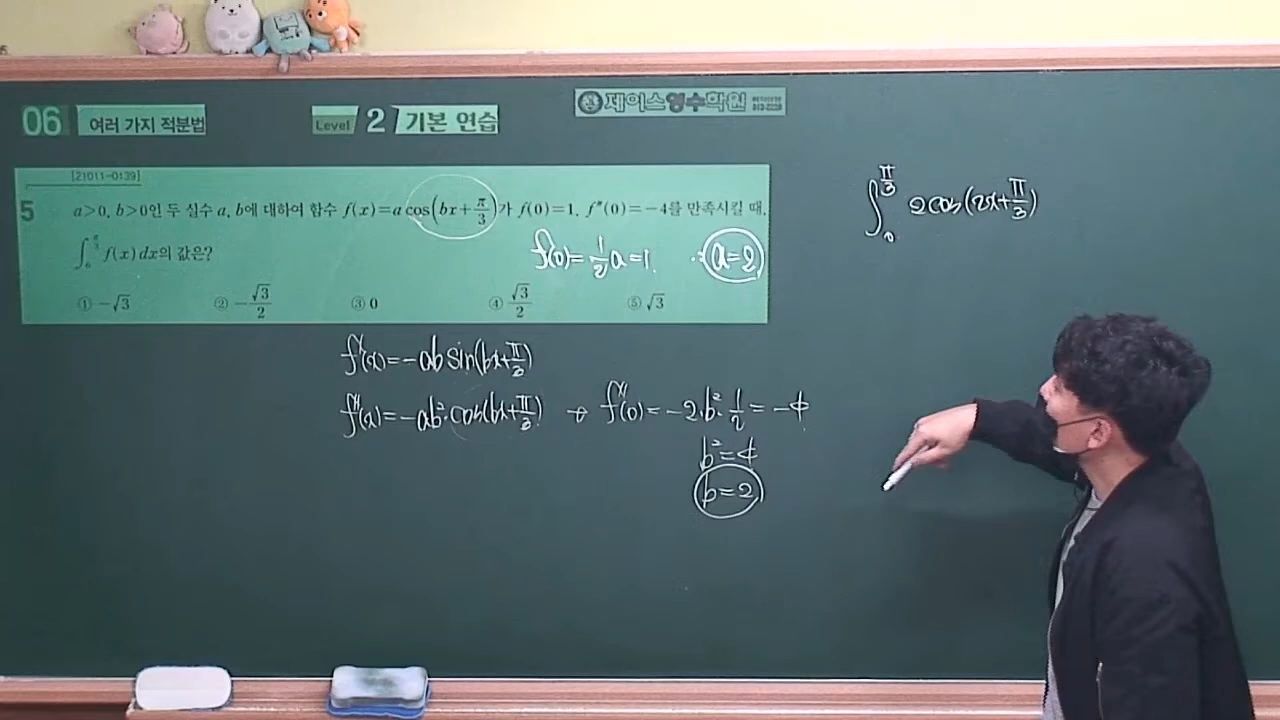 06 여러 가지 적분법 Level 2 기본 연습
제이스영수학원
[21011-0139]
5 a>0, b>0인 두 실수 a, b에 대하여 함수 f(x)=a cos(bx+π/3)가 f(0)=1, f″(0)=-4를 만족시킬 때,
∫₀^(π/3) f(x)dx의 값은?
① -√3 ② -√3/2 ③ 0 ④ √3/2 ⑤ √3
f(0)=1/2a=1. ∴ a=2
f′(x)=-ab sin(bx+π/3)
f″(x)=-ab²·cos(bx+π/3) → f″(0)=-2·b²·1/2=-4
b²=4
b=2
∫₀^(π/3) 2cos(2x+π/3)